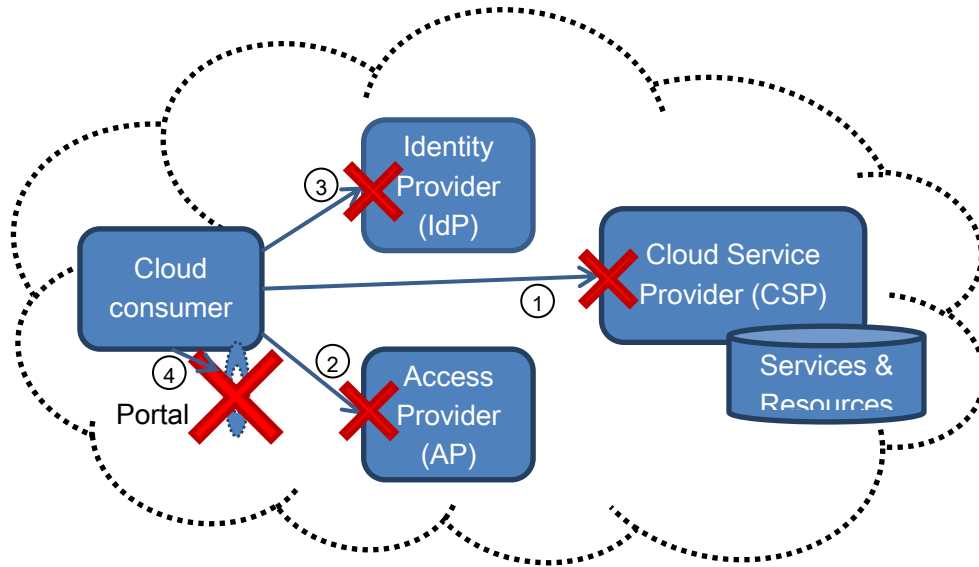 Identity
Provider
(IdP)
3
Cloud
consumer
Cloud Service
Provider (CSP)
1
4
2
Portal
Access
Provider
(AP)
Services &
Resources